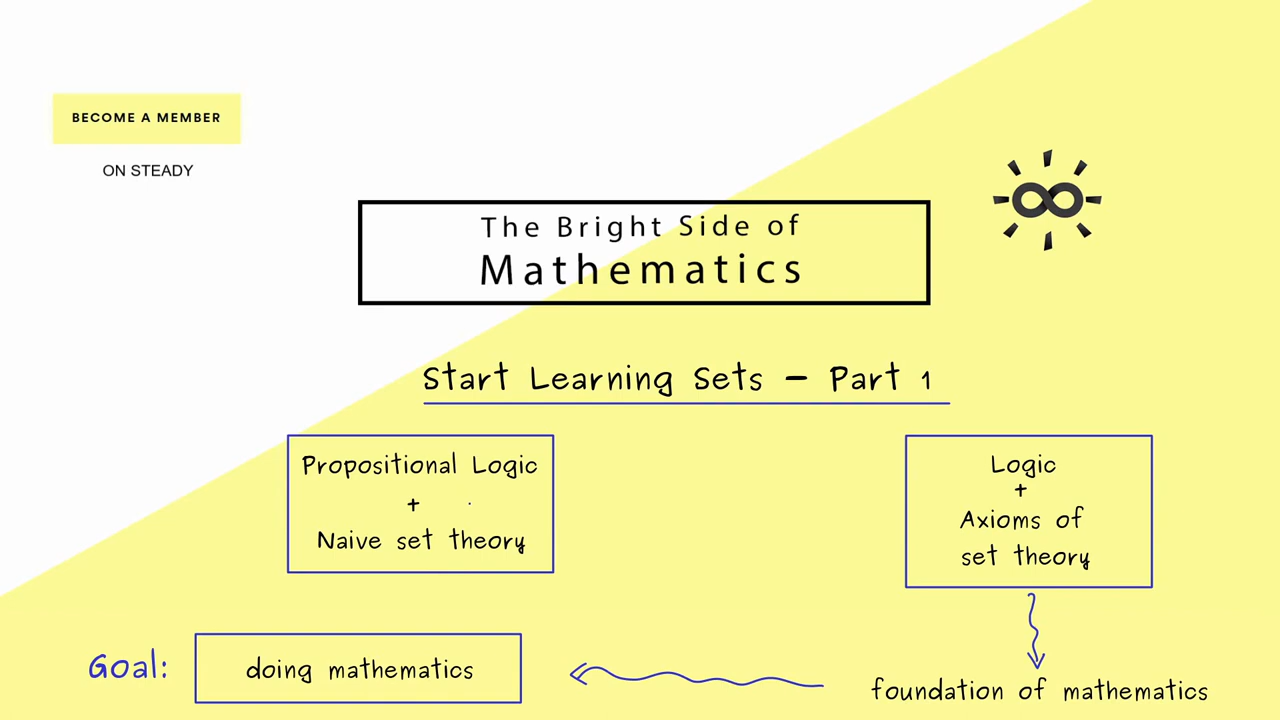 BECOME A MEMBER
ON STEADY
The Bright Side of
Mathematics
Start Learning Sets – Part 1
Propositional Logic
+
Naive set theory
Logic
+
Axioms of
set theory
Goal:
doing mathematics
foundation of mathematics